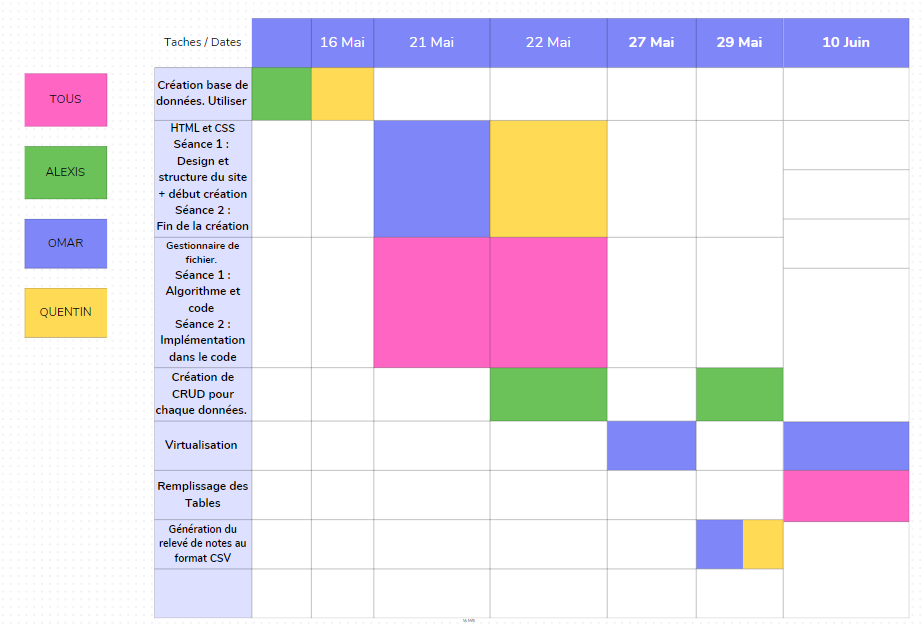 Taches / Dates
16 Mai
21 Mai
22 Mai
27 Mai
29 Mai
10 Juin
TOUS
ALEXIS
OMAR
QUENTIN
Création base de
données. Utiliser
HTML et CSS
Séance 1 :
Design et
structure du site
+ début création
Séance 2 :
Fin de la création
Gestionnaire de
fichier.
Séance 1 :
Algorithme et
code
Séance 2 :
Implémentation
dans le code
Création de
CRUD pour
chaque données.
Virtualisation
Remplissage des
Tables
Génération du
relevé de notes au
format CSV